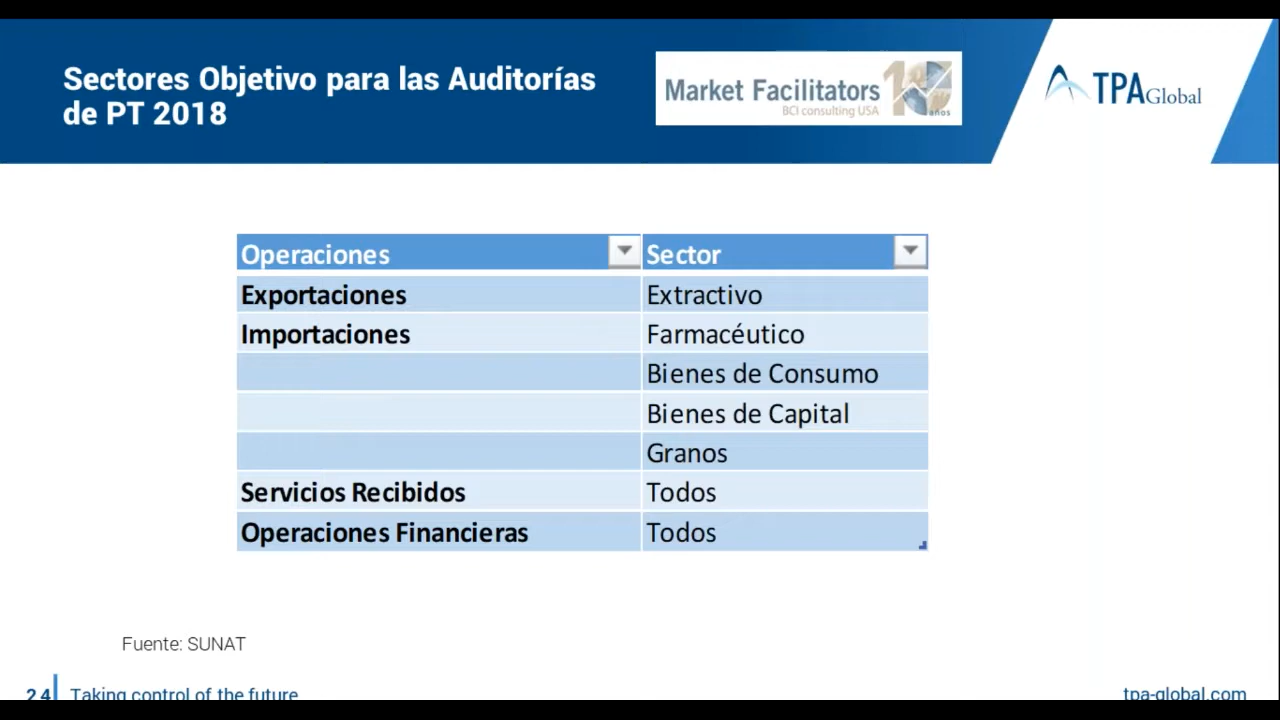 Sectores Objetivo para las Auditorías
de PT 2018
Market Facilitators 10
BCI consulting USA años
TPA Global
Operaciones Sector
Exportaciones Extractivo
Importaciones Farmacéutico
Bienes de Consumo
Bienes de Capital
Granos
Servicios Recibidos Todos
Operaciones Financieras Todos
Fuente: SUNAT
24 Taking control of the future tpa-global.com